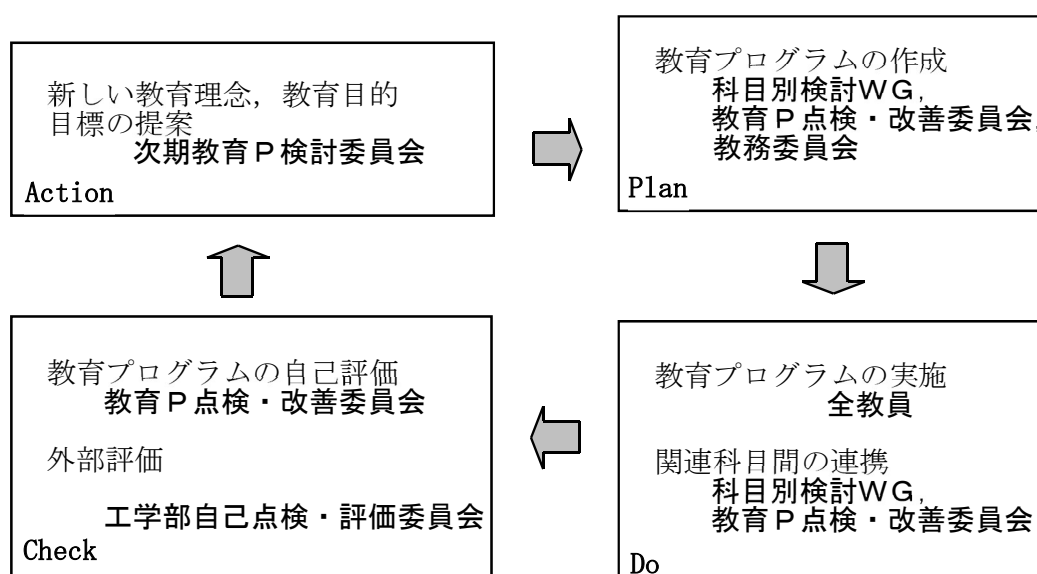 新しい教育理念，教育目的
目標の提案
次期教育Ｐ検討委員会
Action
教育プログラムの作成
科目別検討ＷＧ，
教育Ｐ点検・改善委員会，
教務委員会
Plan
教育プログラムの自己評価
教育Ｐ点検・改善委員会
外部評価
工学部自己点検・評価委員会
Check
教育プログラムの実施
全教員
関連科目間の連携
科目別検討ＷＧ，
教育Ｐ点検・改善委員会
Do